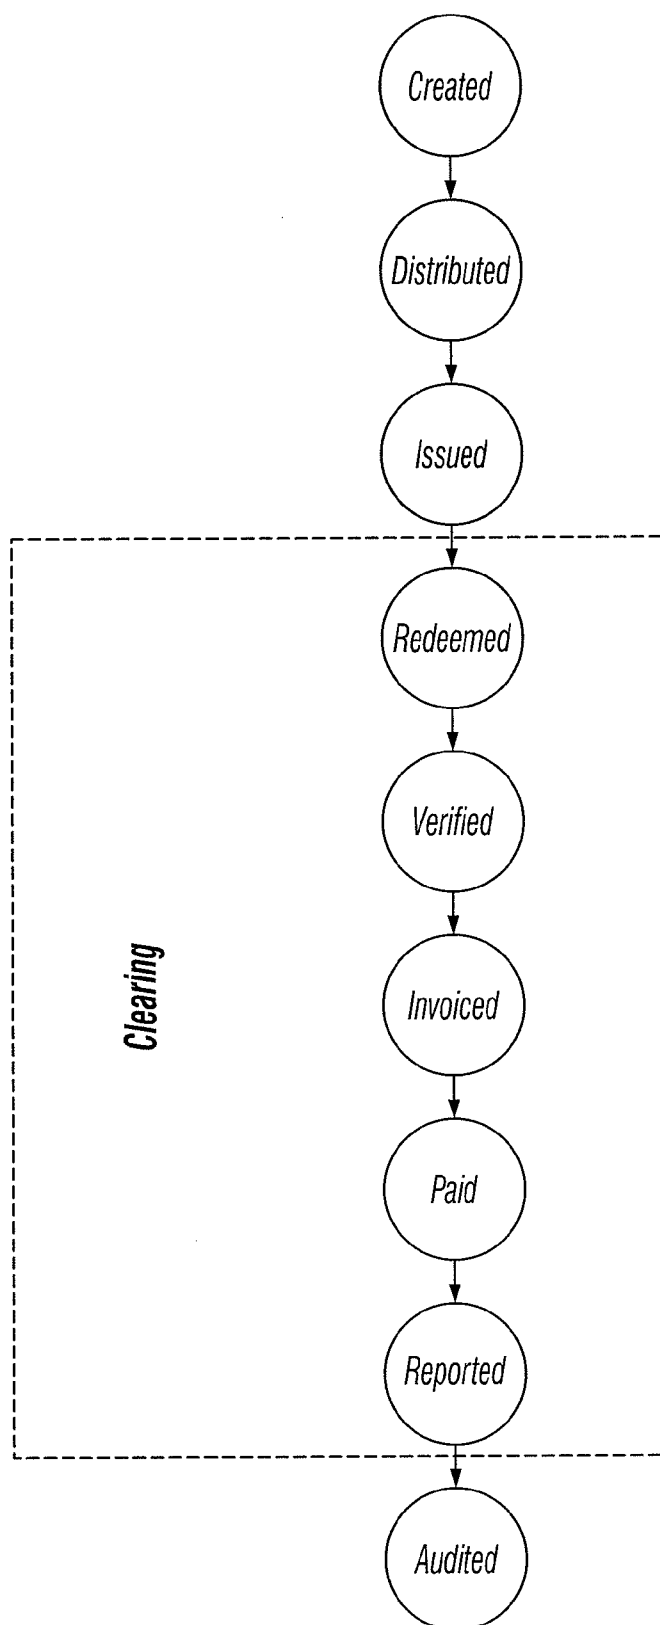 Created
Distributed
Issued
Redeemed
Verified
Clearing
Invoiced
Paid
Reported
Audited